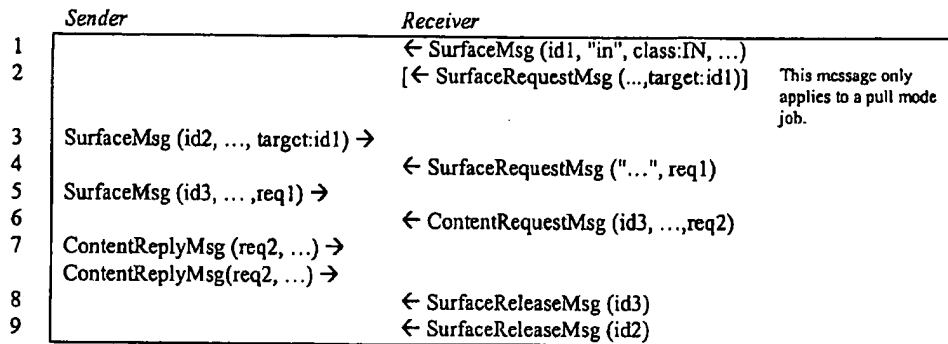 Sender Receiver
1 ← SurfaceMsg (id1, "in", class:IN, ...)
2 [← SurfaceRequestMsg (...,target:id1)] This message only
applies to a pull mode
job.
3 SurfaceMsg (id2, ..., target:id1) →
4 ← SurfaceRequestMsg ("...", req1)
5 SurfaceMsg (id3, ... ,req1) →
6 ← ContentRequestMsg (id3, ...,req2)
7 ContentReplyMsg (req2, ...) →
ContentReplyMsg(req2, ...) →
8 ← SurfaceReleaseMsg (id3)
9 ← SurfaceReleaseMsg (id2)